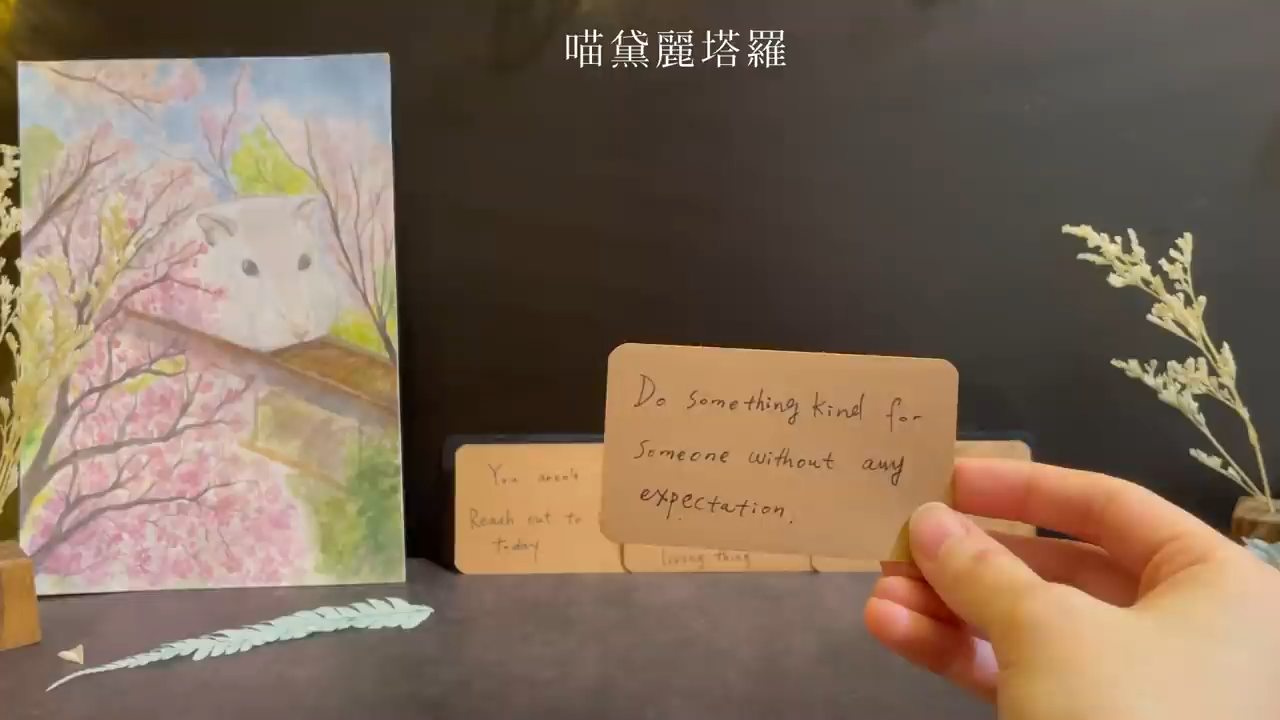 喵黛麗塔羅
Do something kind for
someone without any
expectation.
You aren't
Reach out to
today
living thing